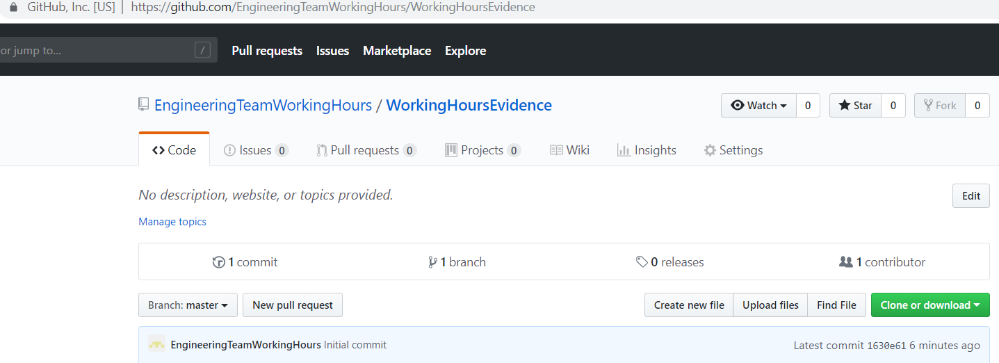 GitHub, Inc. [US] | https://github.com/EngineeringTeamWorkingHours/WorkingHoursEvidence
or jump to... / Pull requests Issues Marketplace Explore
EngineeringTeamWorkingHours / WorkingHoursEvidence Watch 0 Star 0 Fork 0
Code Issues 0 Pull requests 0 Projects 0 Wiki Insights Settings
No description, website, or topics provided. Edit
Manage topics
1 commit 1 branch 0 releases 1 contributor
Branch: master New pull request Create new file Upload files Find File Clone or download
EngineeringTeamWorkingHours Initial commit Latest commit 1630e61 6 minutes ago